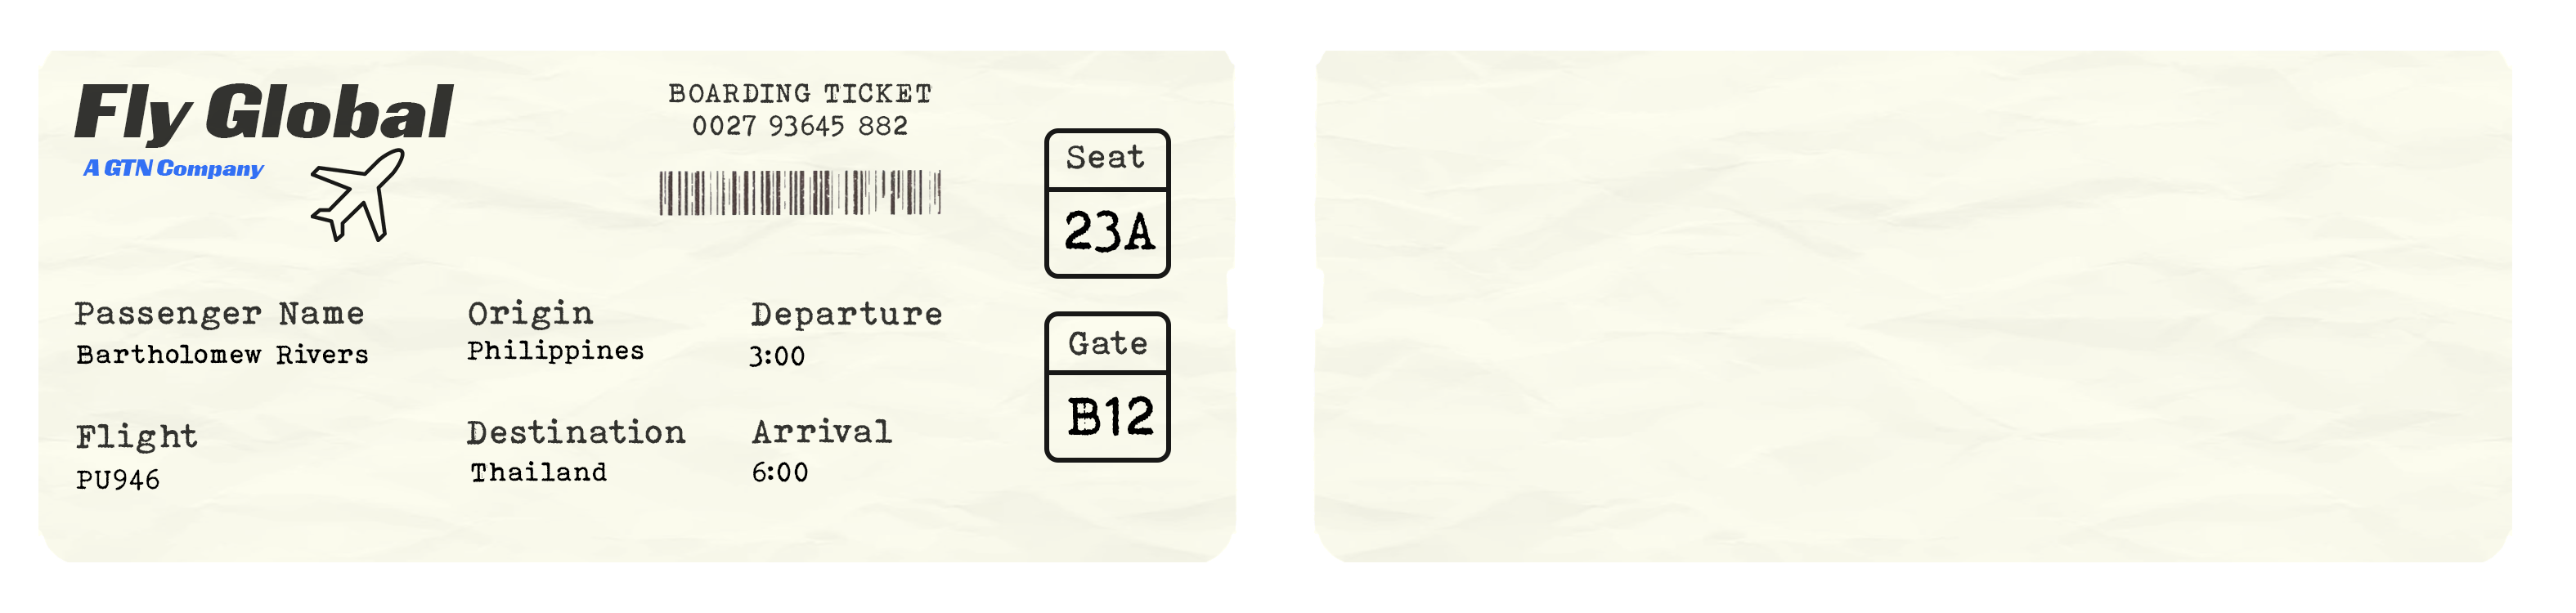 Fly Global
A GTN Company
BOARDING TICKET
0027 93645 882
Seat
23A
Passenger Name
Bartholomew Rivers
Origin
Philippines
Departure
3:00
Gate
B12
Flight
PU946
Destination
Thailand
Arrival
6:00